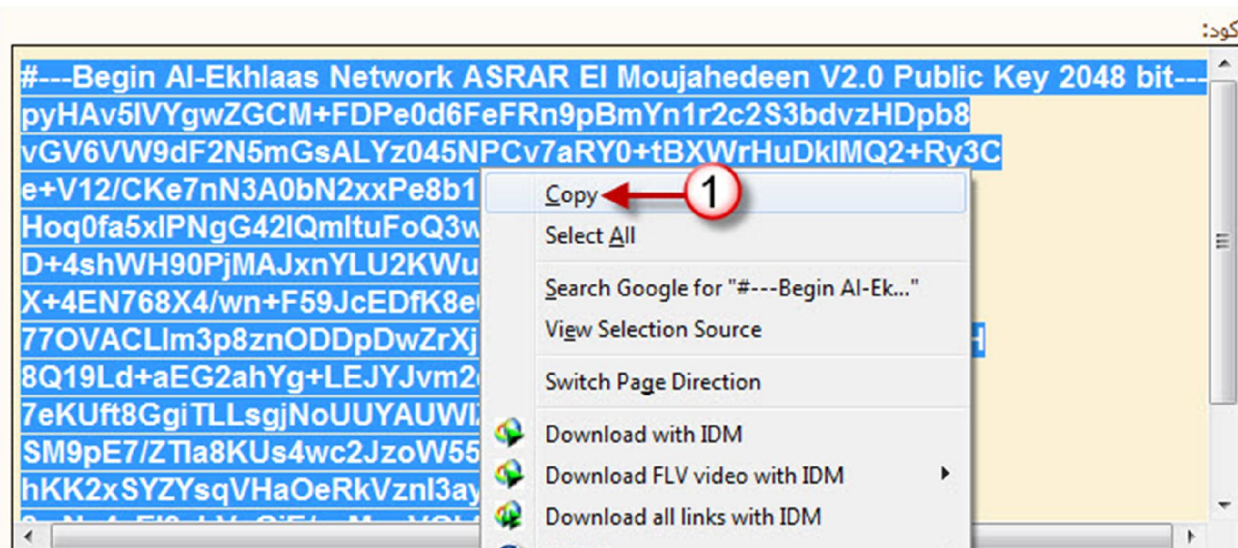 كود:
#---Begin Al-Ekhlaas Network ASRAR El Moujahedeen V2.0 Public Key 2048 bit---
pyHAv5lVYgwZGCM+FDPe0d6FeFRn9pBmYn1r2c2S3bdvzHDpb8
vGV6VW9dF2N5mGsALYz045NPCv7aRY0+tBXWrHuDkIMQ2+Ry3C
e+V12/CKe7nN3A0bN2xxPe8b1
Hoq0fa5xlPNgG42lQmltuFoQ3w
D+4shWH90PjMAJxnYLU2KWu
X+4EN768X4/wn+F59JcEDfK8e
77OVACLlm3p8znODDpDwZrXj
8Q19Ld+aEG2ahYg+LEJYJvm2
7eKUft8GgiTLLsgjNoUUYAUWI
SM9pE7/ZTla8KUs4wc2JzoW55
hKK2xSYZYsqVHaOeRkVznl3ay
Copy
1
Select All
Search Google for "#---Begin Al-Ek..."
View Selection Source
Switch Page Direction
Download with IDM
Download FLV video with IDM
Download all links with IDM